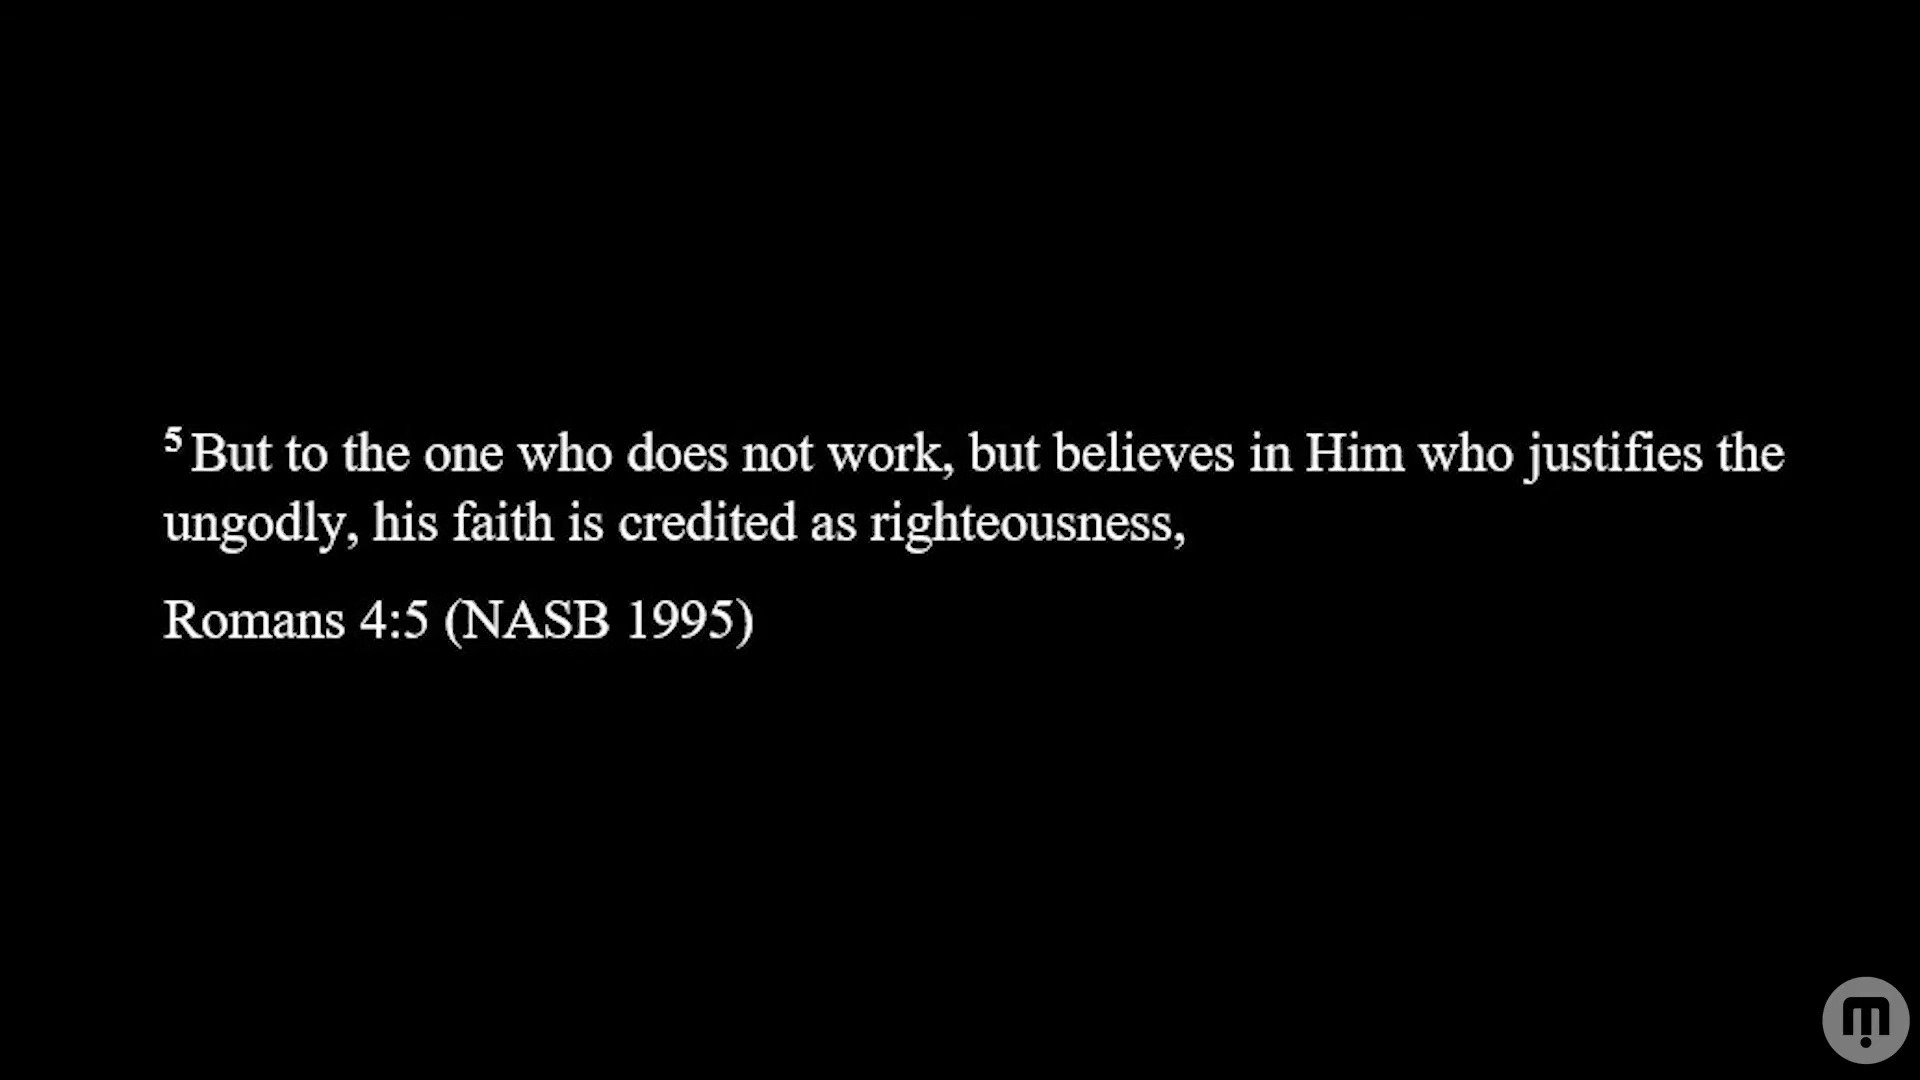 5 But to the one who does not work, but believes in Him who justifies the
ungodly, his faith is credited as righteousness,
Romans 4:5 (NASB 1995)
m